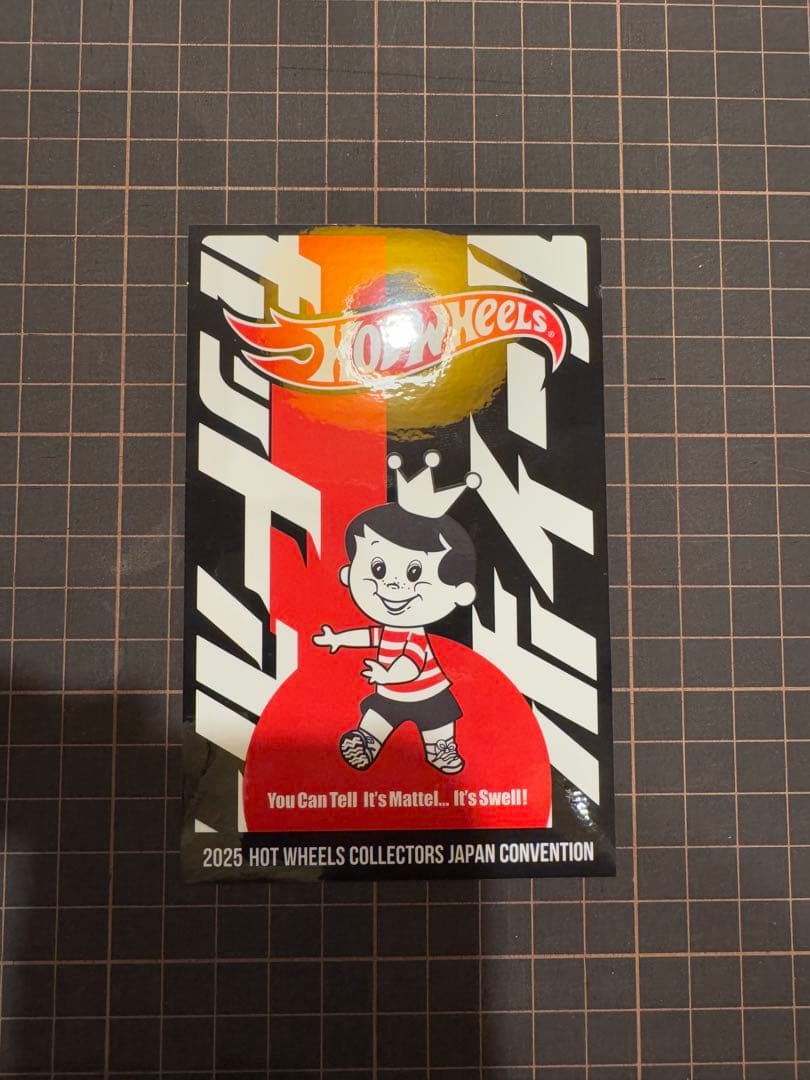 HOT WHEELS®
You Can Tell It's Mattel... It's Swell!
2025 HOT WHEELS COLLECTORS JAPAN CONVENTION